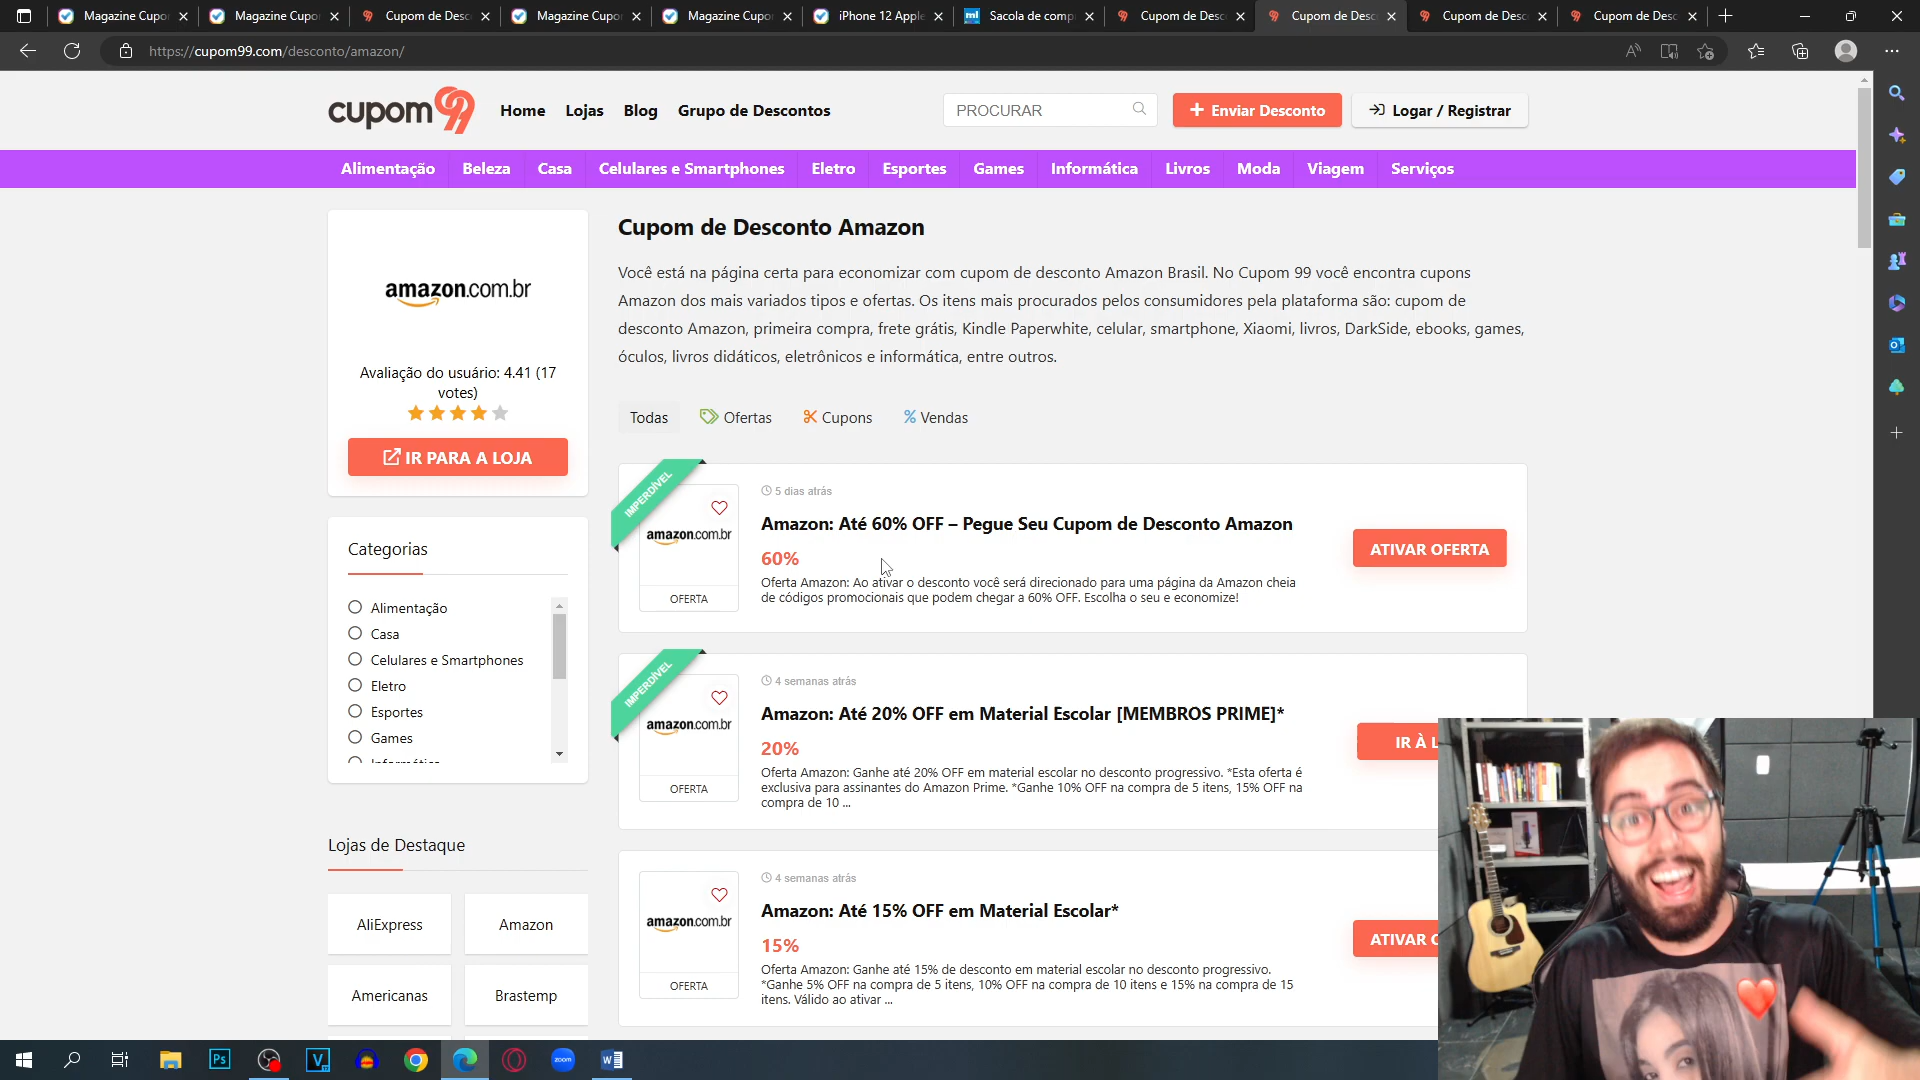 Magazine Cupo
Magazine Cupo
Cupom de Desc
Magazine Cupo
Magazine Cupo
iPhone 12 Apple
Sacola de comp
Cupom de Desc
Cupom de Desc
Cupom de Desc
Cupom de Desc
https://cupom99.com/desconto/amazon/
cupom99
Home
Lojas
Blog
Grupo de Descontos
PROCURAR
+ Enviar Desconto
Logar / Registrar
Alimentação
Beleza
Casa
Celulares e Smartphones
Eletro
Esportes
Games
Informática
Livros
Moda
Viagem
Serviços
amazon.com.br
Avaliação do usuário: 4.41 (17
votes)
IR PARA A LOJA
Categorias
Alimentação
Casa
Celulares e Smartphones
Eletro
Esportes
Games
Informática
Lojas de Destaque
AliExpress
Amazon
Americanas
Brastemp
Cupom de Desconto Amazon
Você está na página certa para economizar com cupom de desconto Amazon Brasil. No Cupom 99 você encontra cupons
Amazon dos mais variados tipos e ofertas. Os itens mais procurados pelos consumidores pela plataforma são: cupom de
desconto Amazon, primeira compra, frete grátis, Kindle Paperwhite, celular, smartphone, Xiaomi, livros, DarkSide, ebooks, games,
óculos, livros didáticos, eletrônicos e informática, entre outros.
Todas
Ofertas
Cupons
% Vendas
IMPERDÍVEL
amazon.com.br
OFERTA
5 dias atrás
Amazon: Até 60% OFF – Pegue Seu Cupom de Desconto Amazon
60%
Oferta Amazon: Ao ativar o desconto você será direcionado para uma página da Amazon cheia
de códigos promocionais que podem chegar a 60% OFF. Escolha o seu e economize!
ATIVAR OFERTA
IMPERDÍVEL
amazon.com.br
OFERTA
4 semanas atrás
Amazon: Até 20% OFF em Material Escolar [MEMBROS PRIME]*
20%
Oferta Amazon: Ganhe até 20% OFF em material escolar no desconto progressivo. *Esta oferta é
exclusiva para assinantes do Amazon Prime. *Ganhe 10% OFF na compra de 5 itens, 15% OFF na
compra de 10 ...
IR À L
amazon.com.br
OFERTA
4 semanas atrás
Amazon: Até 15% OFF em Material Escolar*
15%
Oferta Amazon: Ganhe até 15% de desconto em material escolar no desconto progressivo.
*Ganhe 5% OFF na compra de 5 itens, 10% OFF na compra de 10 itens e 15% na compra de 15
itens. Válido ao ativar ...
ATIVAR
Ps
V
zoom
W